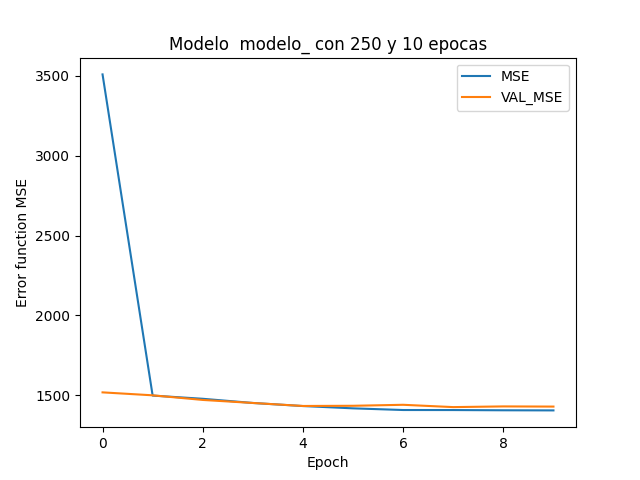 Modelo  modelo_ con 250 y 10 epocas
MSE
VAL_MSE
Error function MSE
3500
3000
2500
2000
1500
0 2 4 6 8
Epoch